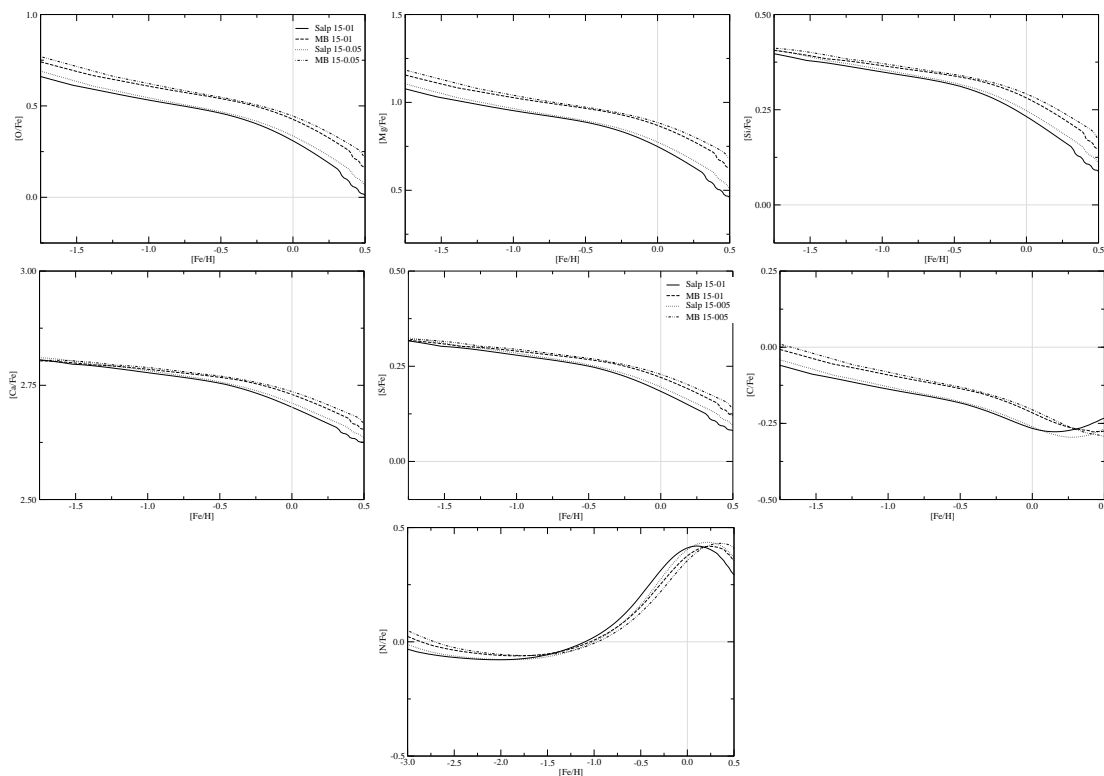 1.0
0.5
0.0
[O/Fe]
-1.5
-1.0
-0.5
0.0
0.5
[Fe/H]
Salp 15-01
MB 15-01
Salp 15-0.05
MB 15-0.05
1.5
1.0
0.5
[Mg/Fe]
-1.5
-1.0
-0.5
0.0
0.5
[Fe/H]
0.50
0.25
0.00
[Si/Fe]
-1.5
-1.0
-0.5
0.0
0.5
[Fe/H]
3.00
2.75
2.50
[Ca/Fe]
-1.5
-1.0
-0.5
0.0
0.5
[Fe/H]
0.50
0.25
0.00
[S/Fe]
-1.5
-1.0
-0.5
0.0
0.5
[Fe/H]
Salp 15-01
MB 15-01
Salp 15-005
MB 15-005
0.25
0.00
-0.25
-0.50
[C/Fe]
-1.5
-1.0
-0.5
0.0
0.5
[Fe/H]
0.5
0.0
-0.5
[N/Fe]
-3.0
-2.5
-2.0
-1.5
-1.0
-0.5
0.0
0.5
[Fe/H]